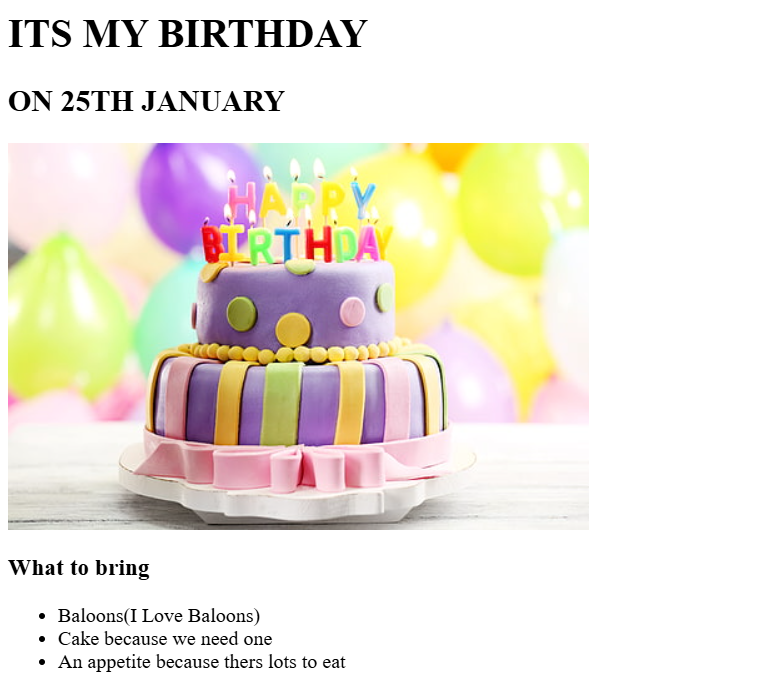 ITS MY BIRTHDAY
ON 25TH JANUARY
HAPPY
BIRTHDAY
What to bring
Baloons(I Love Baloons)
Cake because we need one
An appetite because thers lots to eat